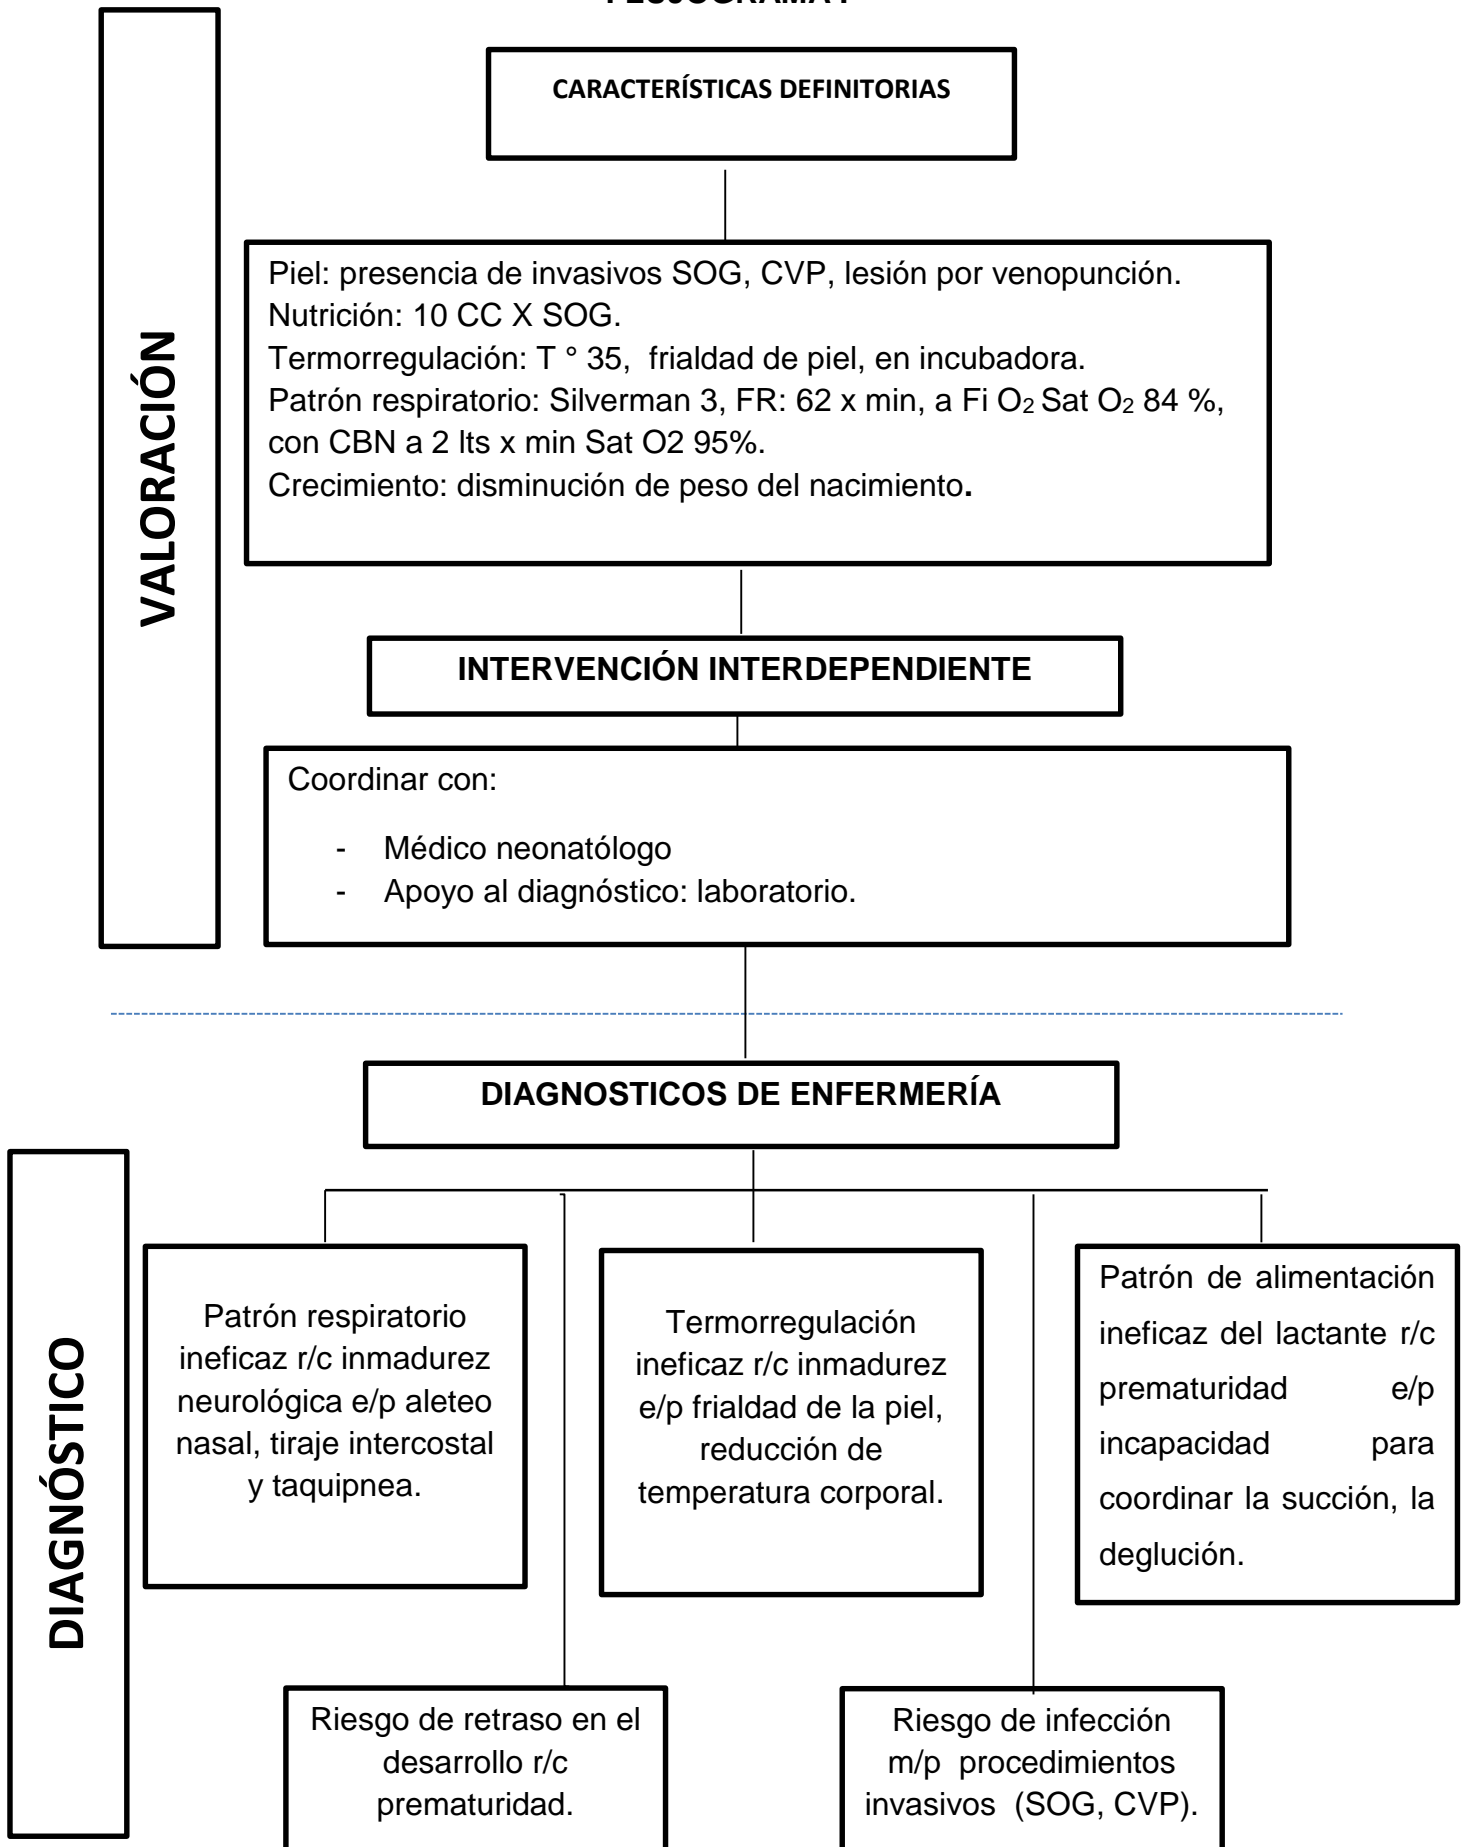 CARACTERÍSTICAS DEFINITORIAS
VALORACIÓN
Piel: presencia de invasivos SOG, CVP, lesión por venopunción.
Nutrición: 10 CC X SOG.
Termorregulación: T ° 35, frialdad de piel, en incubadora.
Patrón respiratorio: Silverman 3, FR: 62 x min, a Fi O₂ Sat O₂ 84 %,
con CBN a 2 lts x min Sat O2 95%.
Crecimiento: disminución de peso del nacimiento.
INTERVENCIÓN INTERDEPENDIENTE
Coordinar con:
- Médico neonatólogo
- Apoyo al diagnóstico: laboratorio.
DIAGNOSTICOS DE ENFERMERÍA
DIAGNÓSTICO
Patrón respiratorio
ineficaz r/c inmadurez
neurológica e/p aleteo
nasal, tiraje intercostal
y taquipnea.
Termorregulación
ineficaz r/c inmadurez
e/p frialdad de la piel,
reducción de
temperatura corporal.
Patrón de alimentación
ineficaz del lactante r/c
prematuridad e/p
incapacidad para
coordinar la succión, la
deglución.
Riesgo de retraso en el
desarrollo r/c
prematuridad.
Riesgo de infección
m/p procedimientos
invasivos (SOG, CVP).